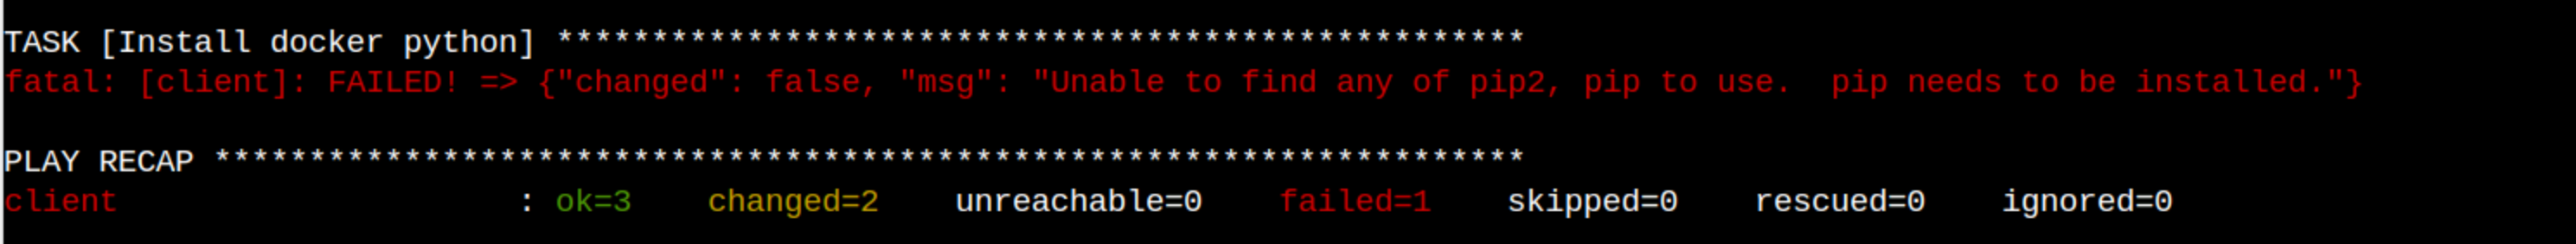 TASK [Install docker python] ***************************************************
fatal: [client]: FAILED! => {"changed": false, "msg": "Unable to find any of pip2, pip to use.  pip needs to be installed."}
PLAY RECAP *********************************************************************
client                     : ok=3    changed=2    unreachable=0    failed=1    skipped=0    rescued=0    ignored=0